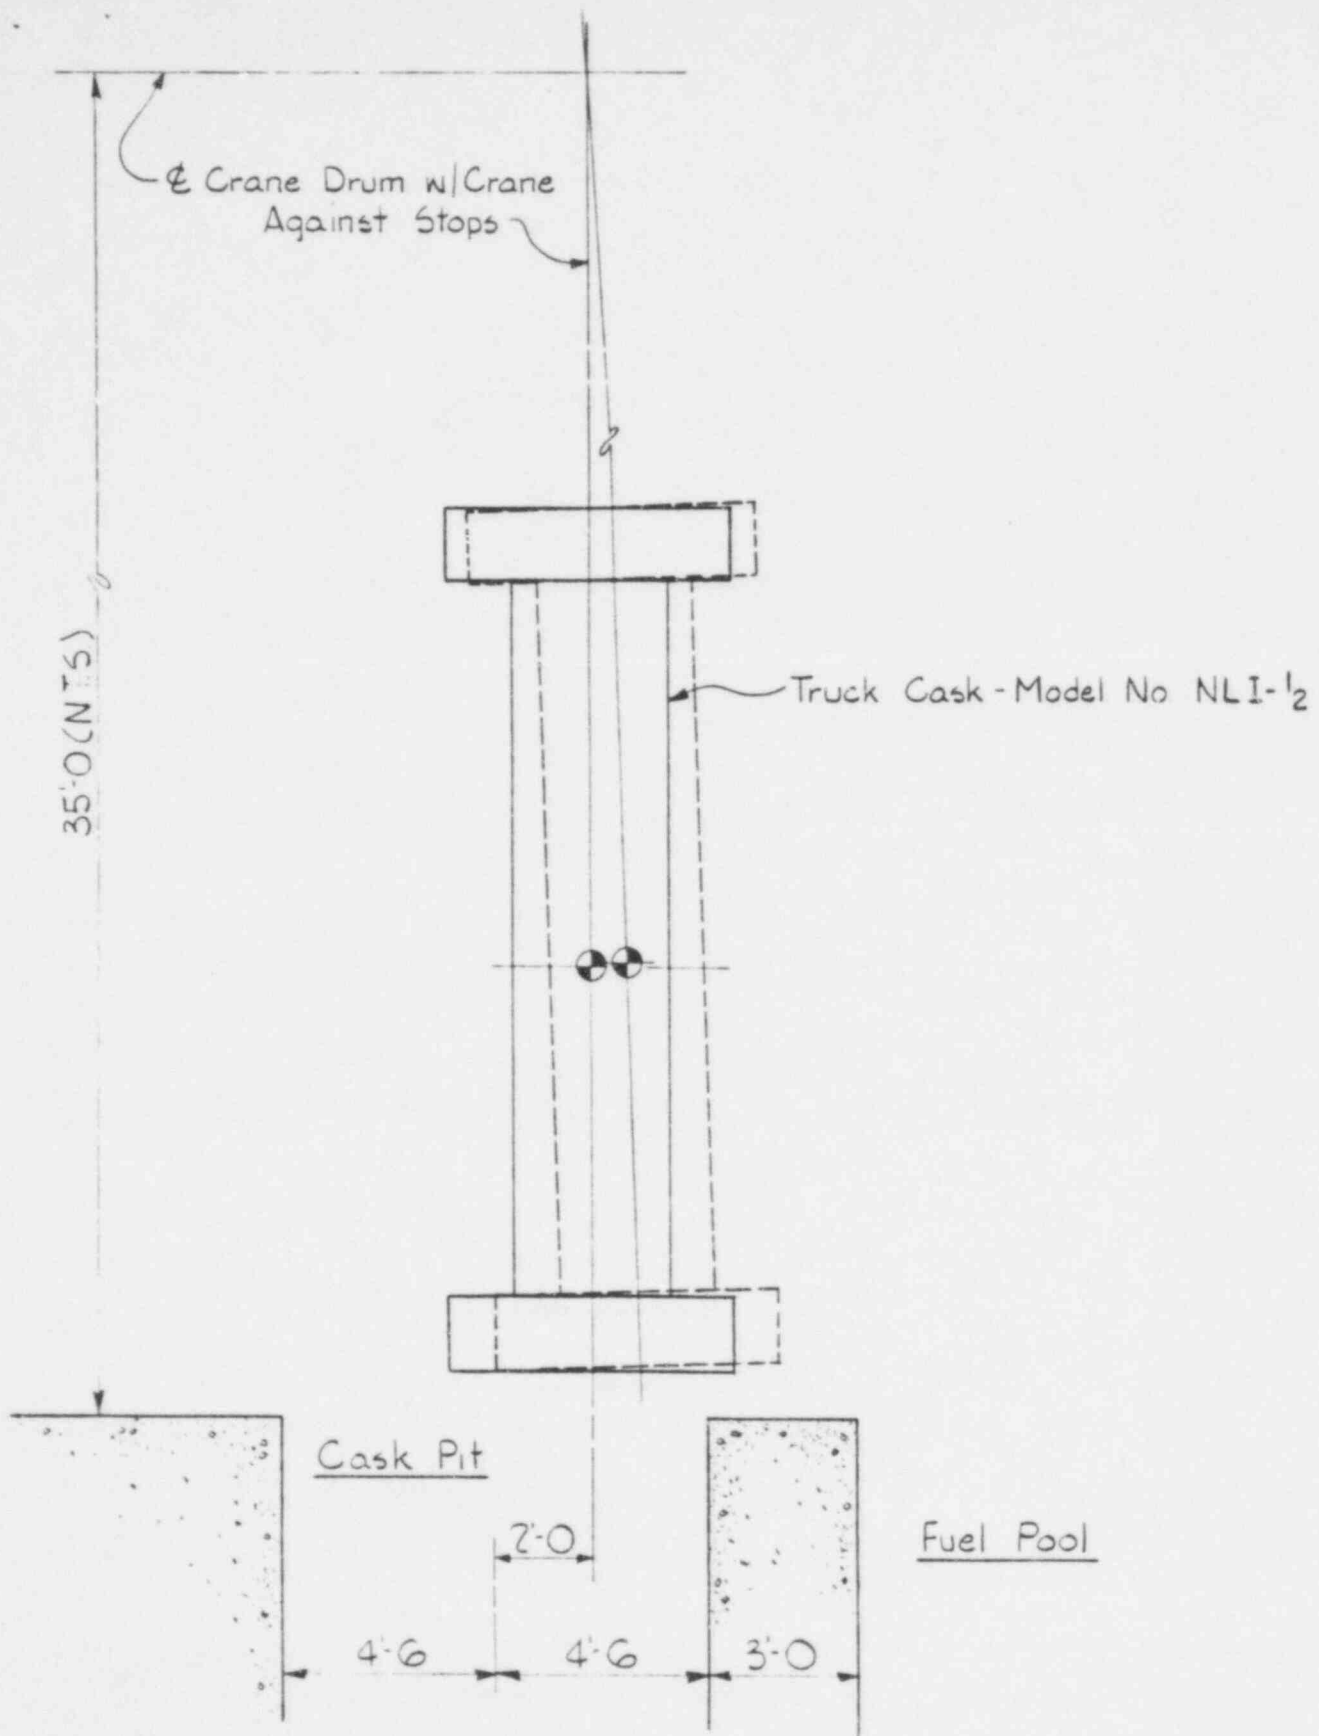 ℄ Crane Drum w/Crane
Against Stops
35'-0 (NTS)
Truck Cask - Model No NLI-1/2
Cask Pit
2'-0
Fuel Pool
4'-6
4'-6
3'-0